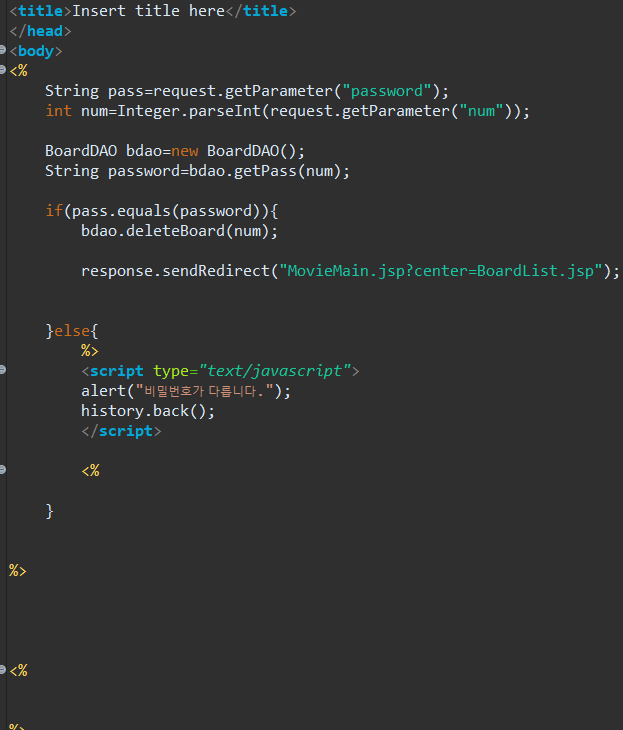 <title>Insert title here</title>
</head>
<body>
<%
String pass=request.getParameter("password");
int num=Integer.parseInt(request.getParameter("num"));
BoardDAO bdao=new BoardDAO();
String password=bdao.getPass(num);
if(pass.equals(password)){
bdao.deleteBoard(num);
response.sendRedirect("MovieMain.jsp?center=BoardList.jsp");
}else{
%>
<script type="text/javascript">
alert("비밀번호가 다릅니다.");
history.back();
</script>
<%
}
%>
<%
%>